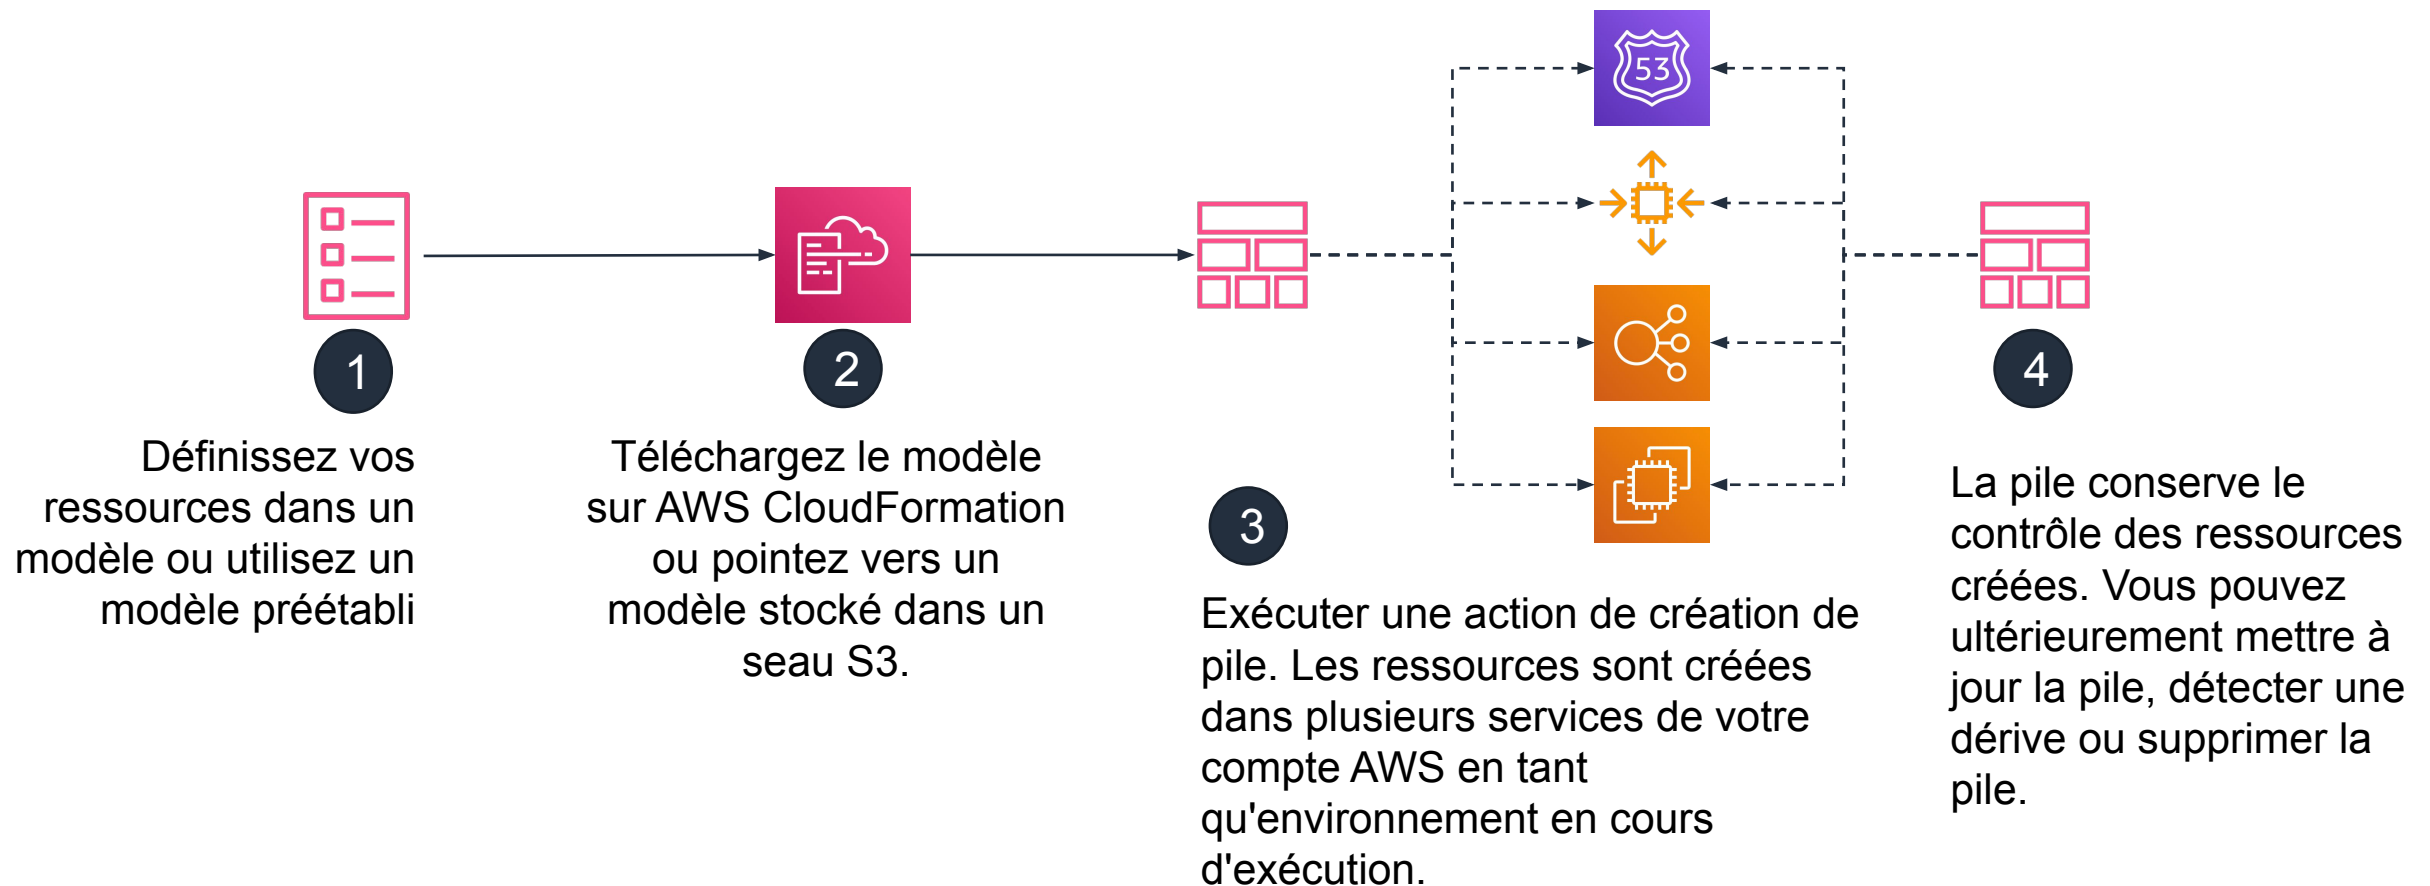 53
1
Définissez vos
ressources dans un
modèle ou utilisez un
modèle préétabli
2
Téléchargez le modèle
sur AWS CloudFormation
ou pointez vers un
modèle stocké dans un
seau S3.
3
Exécuter une action de création de
pile. Les ressources sont créées
dans plusieurs services de votre
compte AWS en tant
qu'environnement en cours
d'exécution.
4
La pile conserve le
contrôle des ressources
créées. Vous pouvez
ultérieurement mettre à
jour la pile, détecter une
dérive ou supprimer la
pile.